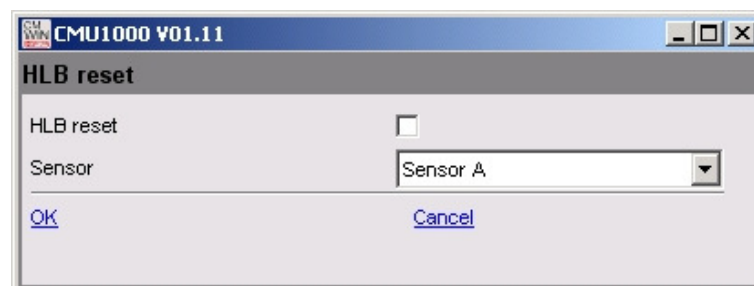 CMU1000 V01.11
HLB reset
HLB reset
Sensor Sensor A
OK Cancel